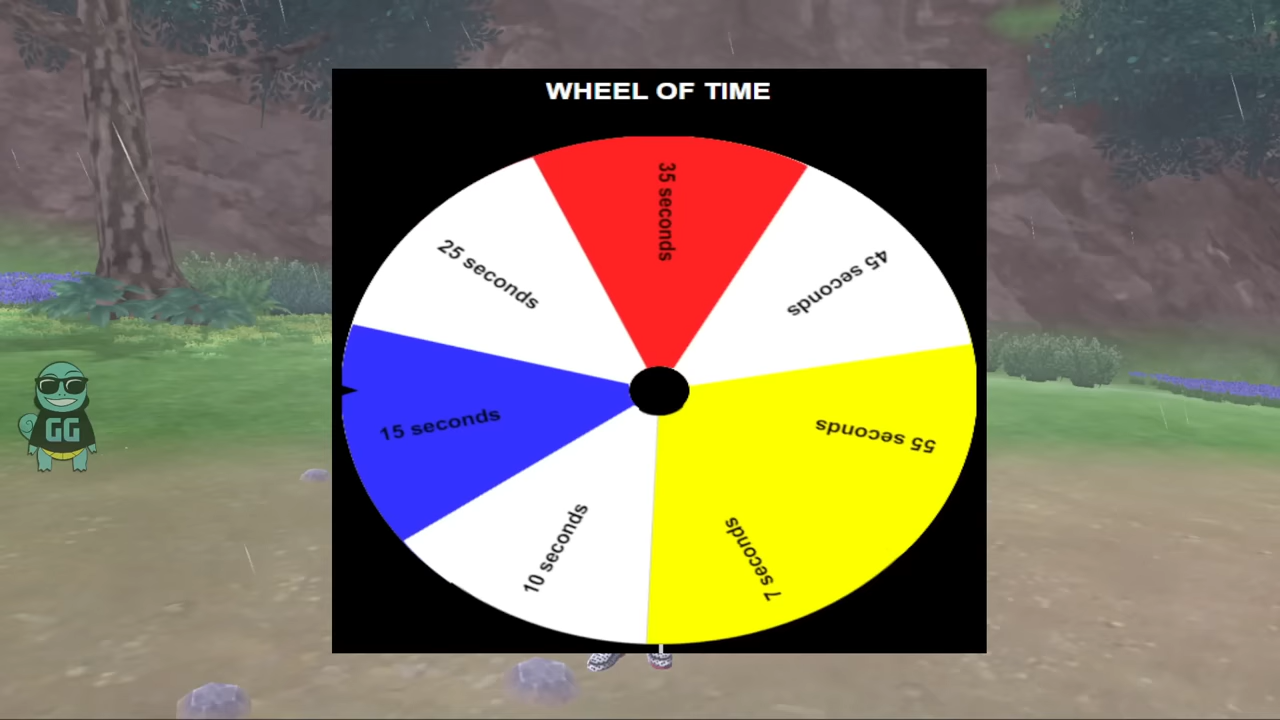 WHEEL OF TIME
35 seconds
25 seconds
45 seconds
15 seconds
55 seconds
10 seconds
7 seconds
GG